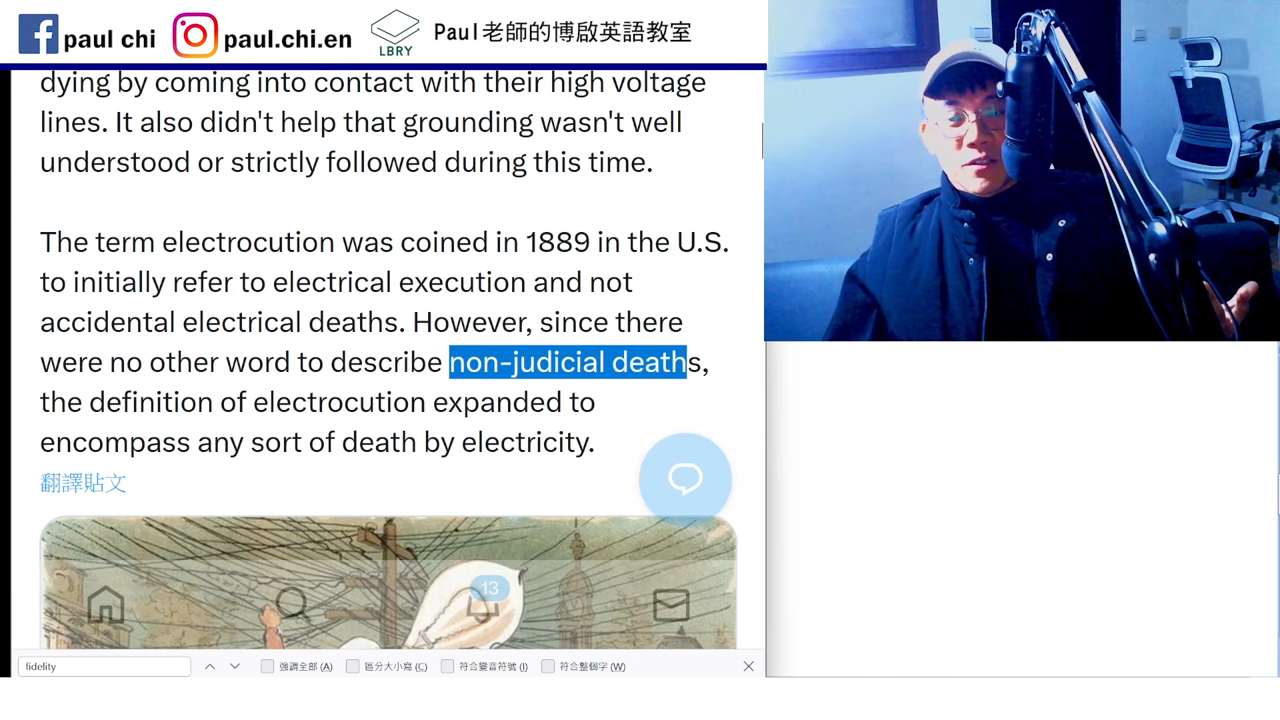 paul chi
paul.chi.en
LBRY
Paul老師的博啟英語教室
dying by coming into contact with their high voltage
lines. It also didn't help that grounding wasn't well
understood or strictly followed during this time.
The term electrocution was coined in 1889 in the U.S.
to initially refer to electrical execution and not
accidental electrical deaths. However, since there
were no other word to describe non-judicial deaths,
the definition of electrocution expanded to
encompass any sort of death by electricity.
翻譯貼文
13
fidelity
強調全部 (A)
區分大小寫 (C)
符合變音符號 (I)
符合整個字 (W)